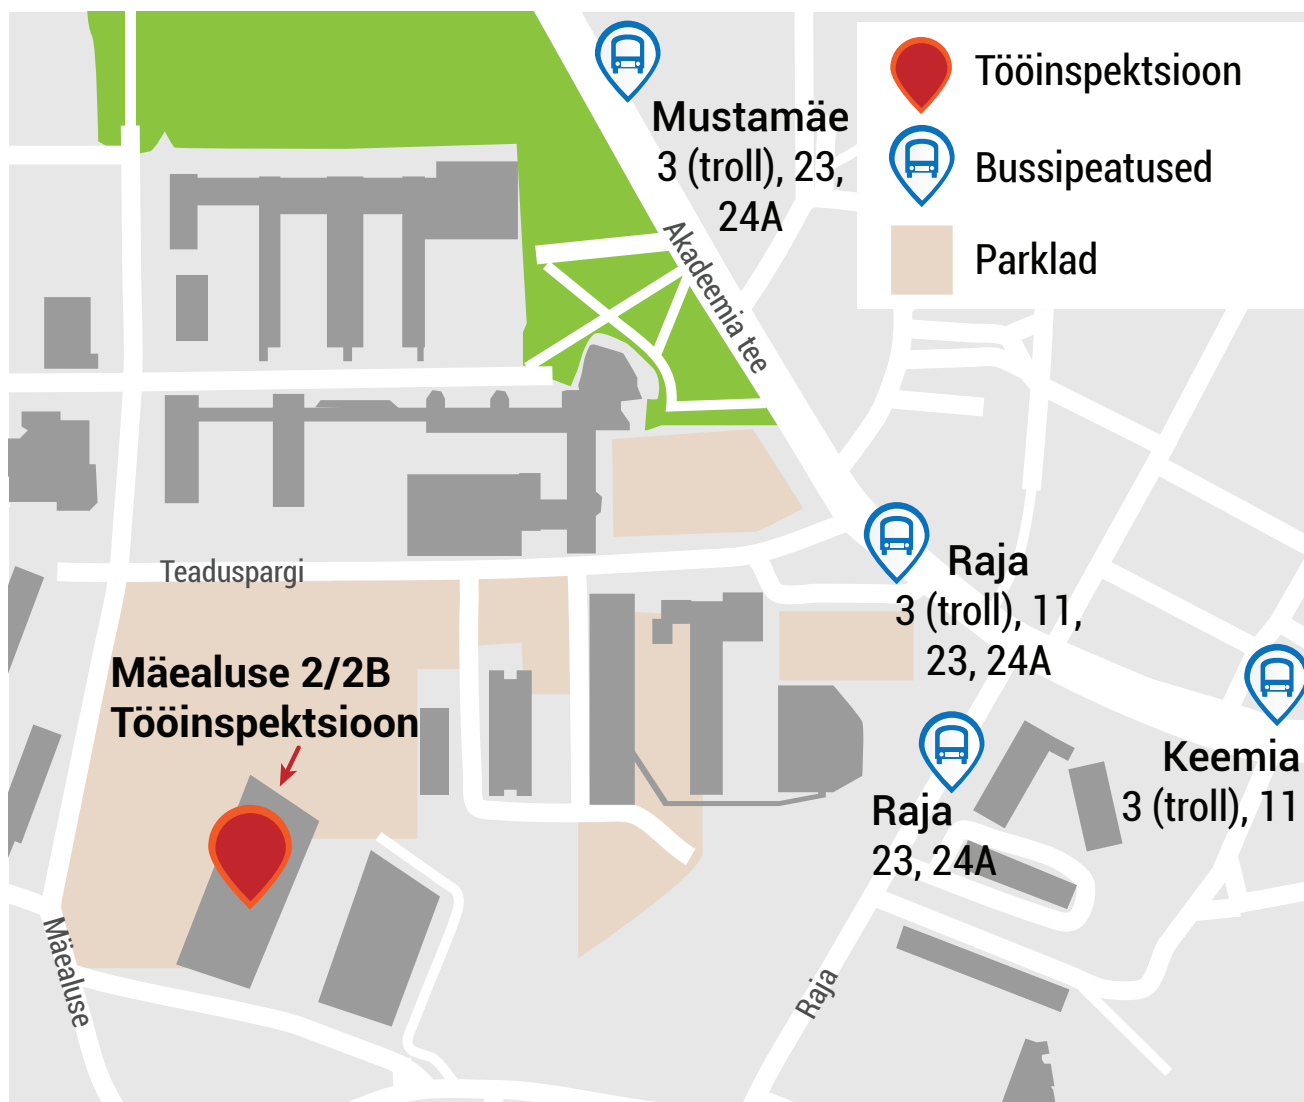 Mustamäe
3 (troll), 23,
24A
Tööinspektsioon
Bussipeatused
Parklad
Akadeemia tee
Teaduspargi
Raja
3 (troll), 11,
23, 24A
Mäealuse 2/2B
Tööinspektsioon
Keemia
3 (troll), 11
Raja
23, 24A
Mäealuse
Raja